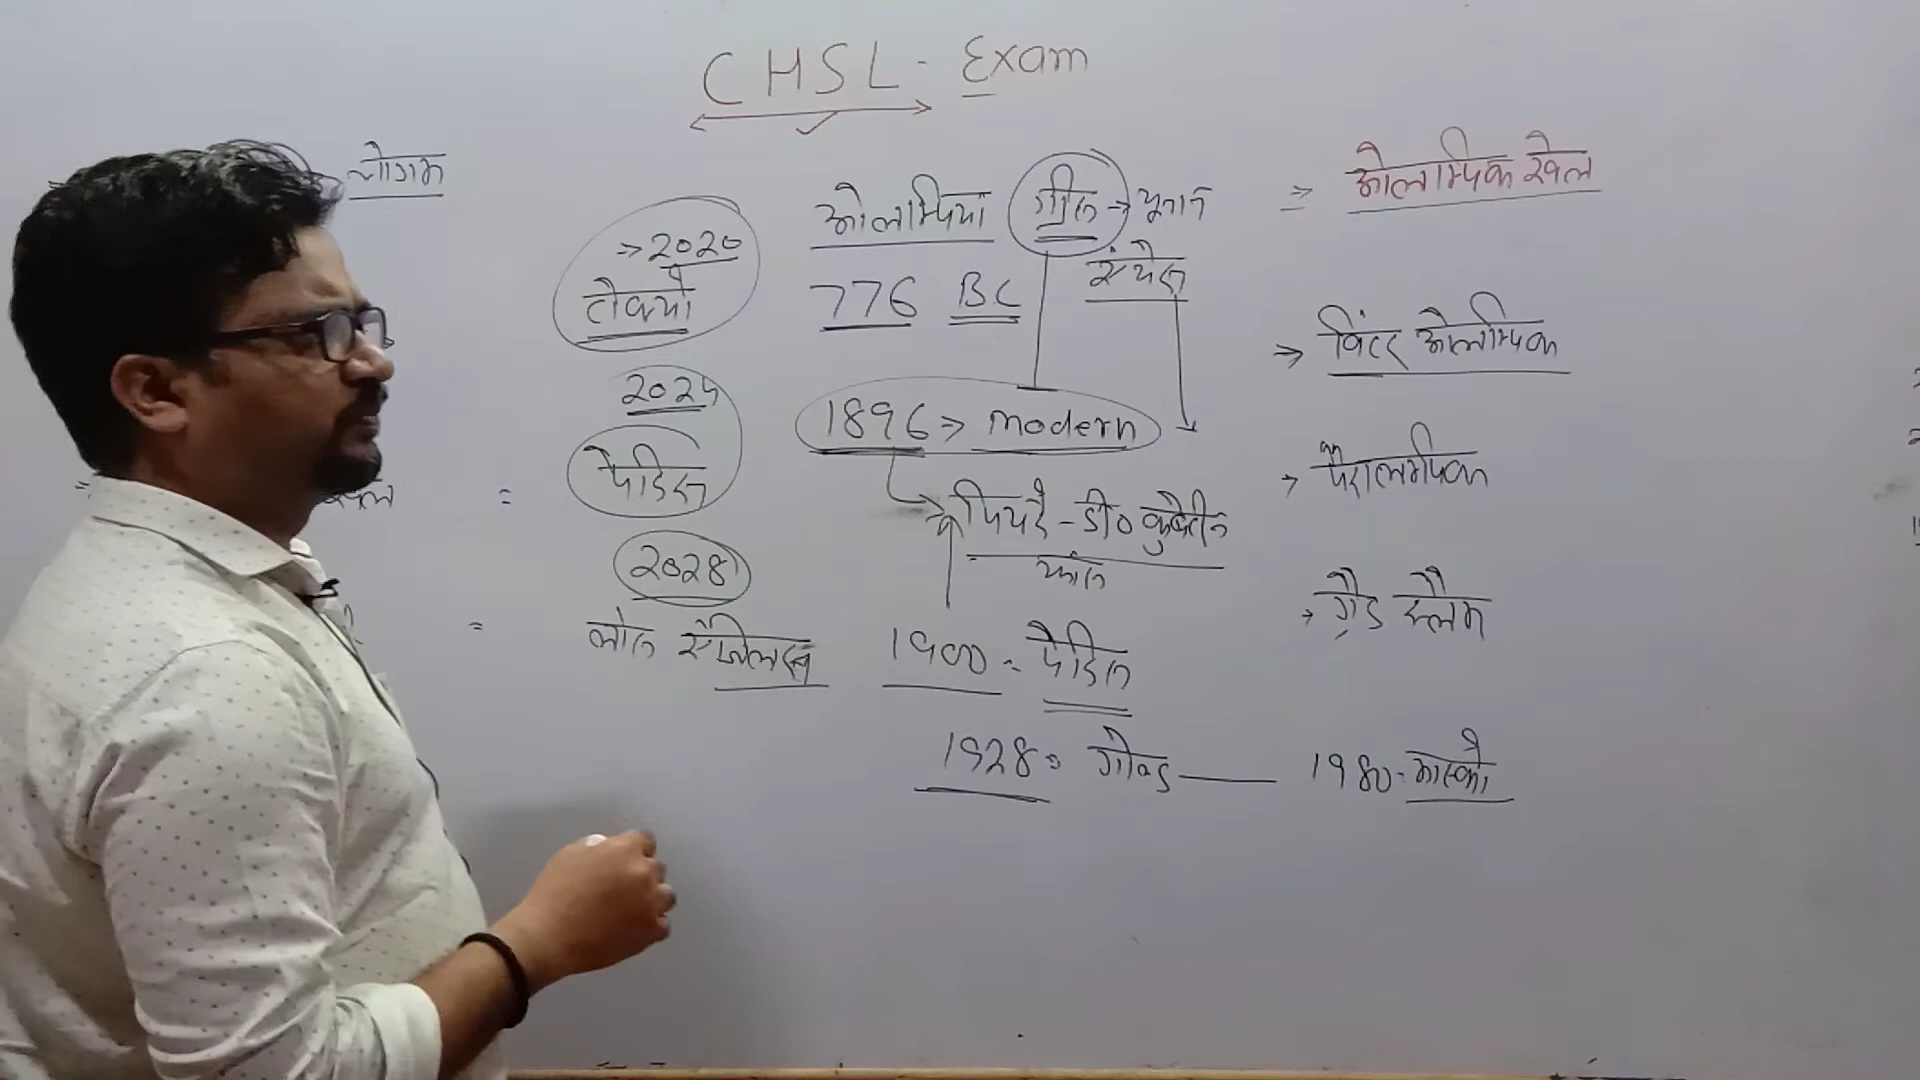 CHSL - Exam
ओलम्पिक खेल
ओलम्पिया ग्रीस → यूनान
→ 2020
टोक्यो
776 BC
स्पोर्ट
विंटर ओलम्पिक
2024
पेरिस
1896 → modern
पैरालम्पिक
पियरे - डी० कुबेर्तिन
फ्रांस
2028
ग्रैंड स्लैम
लॉस एंजिल्स
1900 = पेरिस
1928 = गोल्ड — 1980 - मास्को